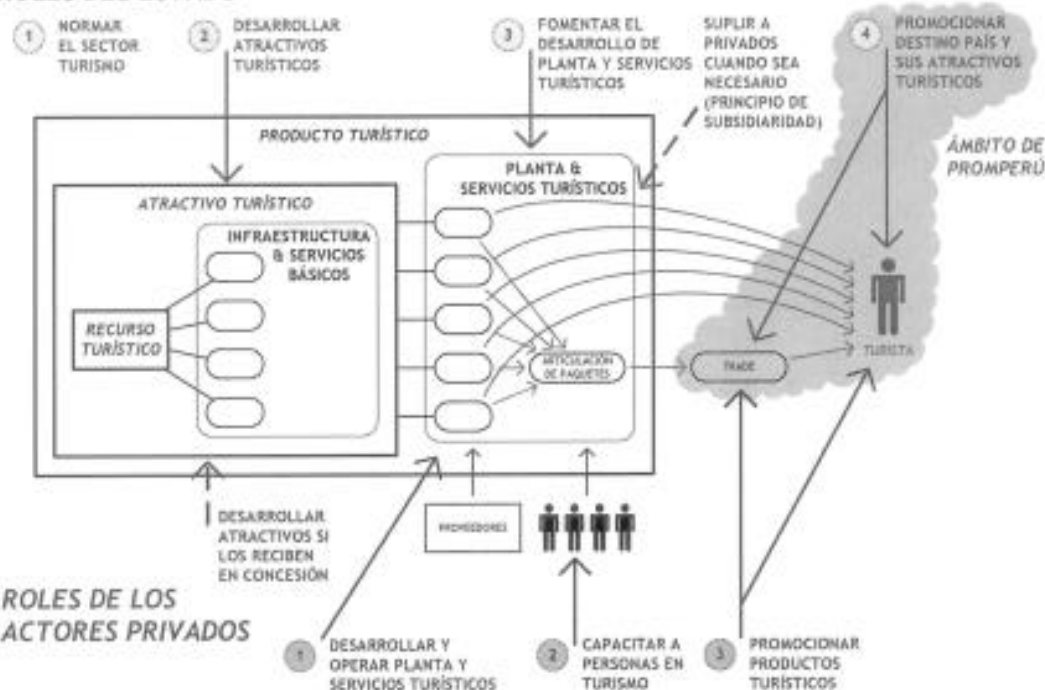 1
NORMAR
EL SECTOR
TURISMO
2
DESARROLLAR
ATRACTIVOS
TURÍSTICOS
3
FOMENTAR EL
DESARROLLO DE
PLANTA Y SERVICIOS
TURÍSTICOS
SUPLIR A
PRIVADOS
CUANDO SEA
NECESARIO
(PRINCIPIO DE
SUBSIDIARIDAD)
4
PROMOCIONAR
DESTINO PAÍS Y
SUS ATRACTIVOS
TURÍSTICOS
ÁMBITO DE
PROMPERÚ
PRODUCTO TURÍSTICO
PLANTA &
SERVICIOS TURÍSTICOS
ATRACTIVO TURÍSTICO
INFRAESTRUCTURA
& SERVICIOS
BÁSICOS
RECURSO
TURÍSTICO
ARTICULACIÓN
DE PAQUETES
TRADE
TURISTA
PROVEEDORES
DESARROLLAR
ATRACTIVOS SI
LOS RECIBEN
EN CONCESIÓN
ROLES DE LOS
ACTORES PRIVADOS
1
DESARROLLAR Y
OPERAR PLANTA Y
SERVICIOS TURÍSTICOS
2
CAPACITAR A
PERSONAS EN
TURISMO
3
PROMOCIONAR
PRODUCTOS
TURÍSTICOS